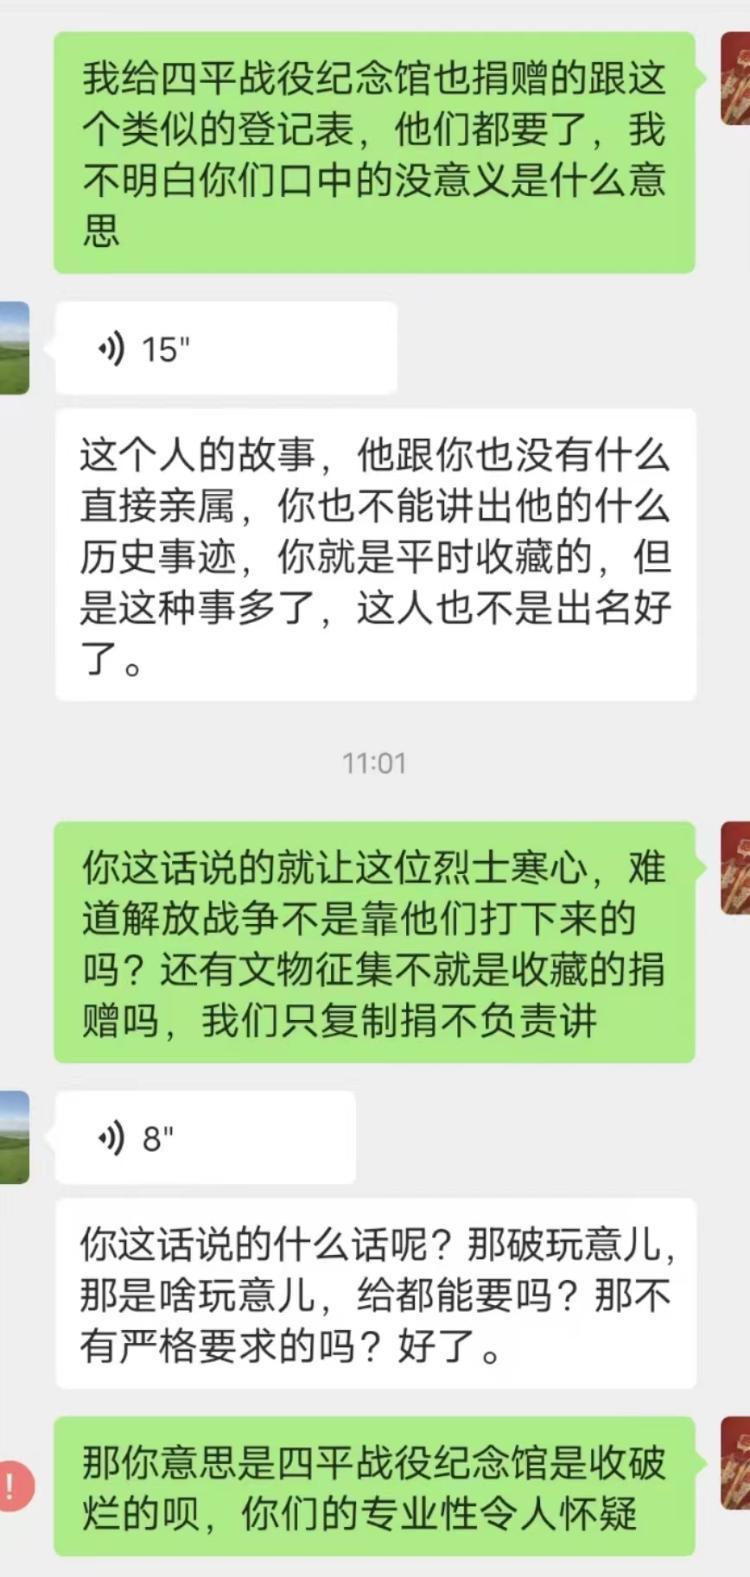 我给四平战役纪念馆也捐赠的跟这
个类似的登记表，他们都要了，我
不明白你们口中的没意义是什么意
思
15"
这个人的故事，他跟你也没有什么
直接亲属，你也不能讲出他的什么
历史事迹，你就是平时收藏的，但
是这种事多了，这人也不是出名好
了。
11:01
你这话说的就让这位烈士寒心，难
道解放战争不是靠他们打下来的
吗？还有文物征集不就是收藏的捐
赠吗，我们只复制捐不负责讲
8"
你这话说的什么话呢？那破玩意儿，
那是啥玩意儿，给都能要吗？那不
有严格要求的吗？好了。
!
那你意思是四平战役纪念馆是收破
烂的呗，你们的专业性令人怀疑